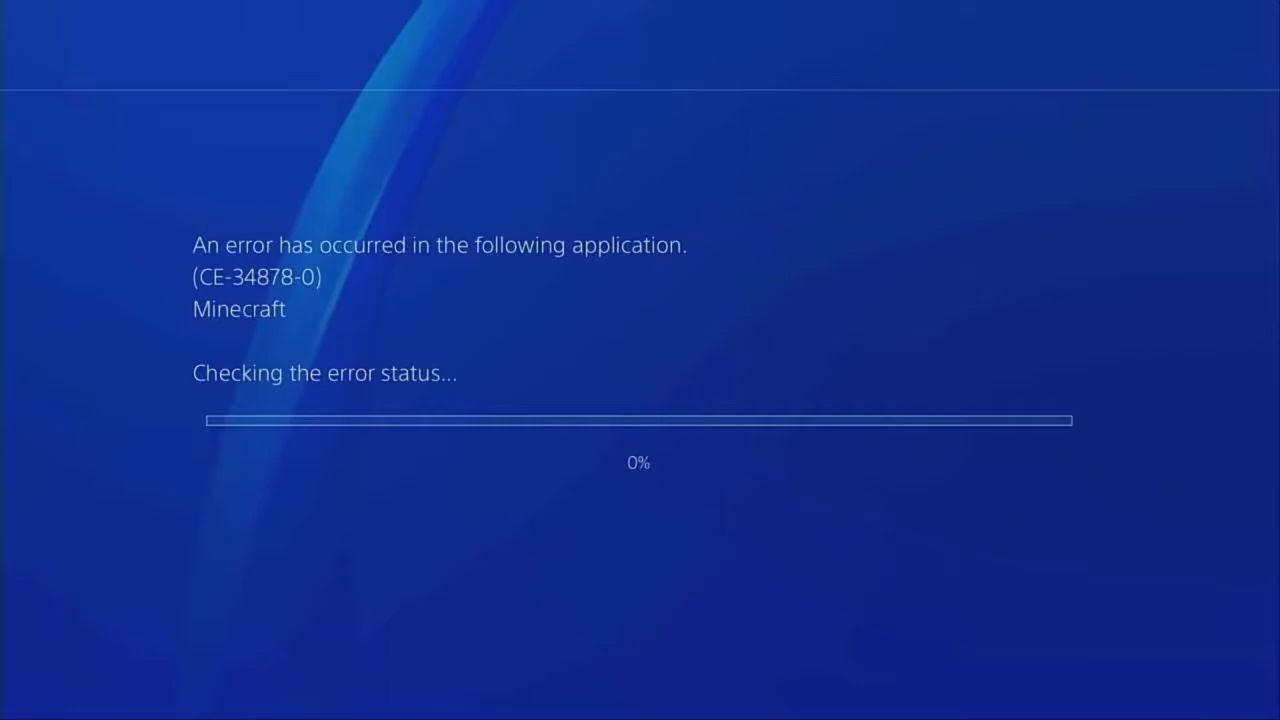 An error has occurred in the following application.
(CE-34878-0)
Minecraft
Checking the error status...
0%